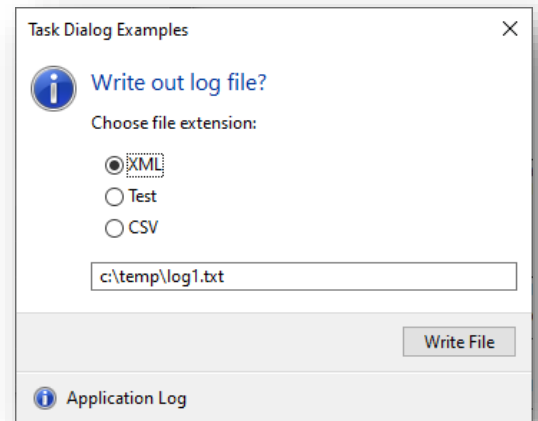 Task Dialog Examples
Write out log file?
Choose file extension:
XML
Test
CSV
c:\temp\log1.txt
Write File
Application Log